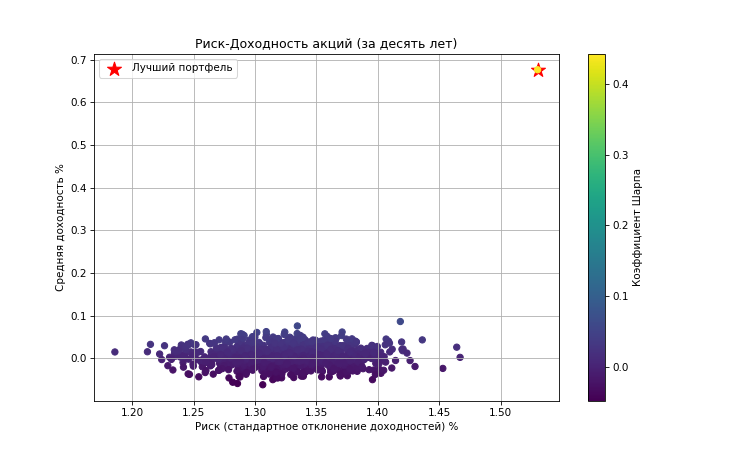 Риск-Доходность акций (за десять лет)
Лучший портфель
Средняя доходность %
0.7
0.6
0.5
0.4
0.3
0.2
0.1
0.0
1.20 1.25 1.30 1.35 1.40 1.45 1.50
Риск (стандартное отклонение доходностей) %
0.4
0.3
0.2
0.1
0.0
Коэффициент Шарпа